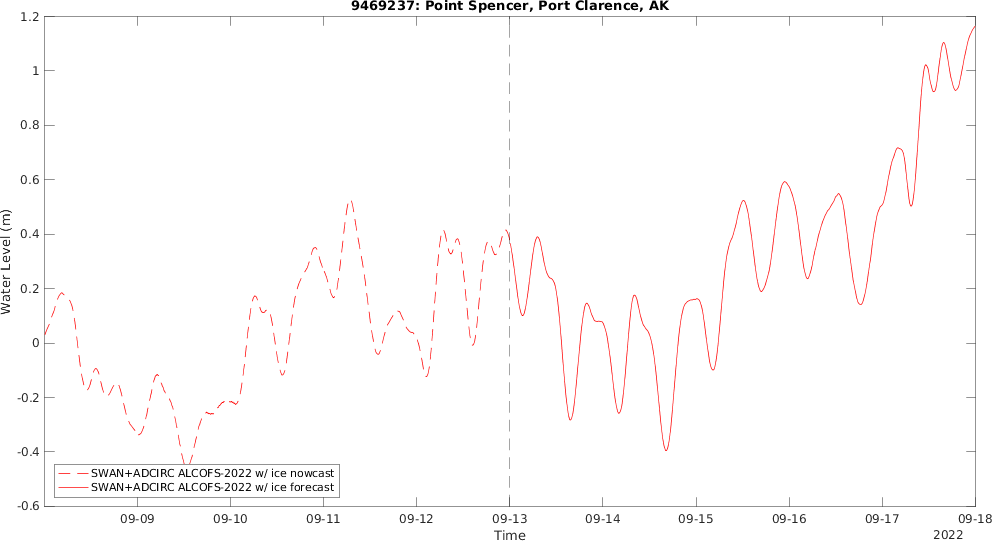 9469237: Point Spencer, Port Clarence, AK
1.2
1
0.8
0.6
0.4
0.2
0
-0.2
-0.4
-0.6
Water Level (m)
SWAN+ADCIRC ALCOFS-2022 w/ ice nowcast
SWAN+ADCIRC ALCOFS-2022 w/ ice forecast
09-09 09-10 09-11 09-12 09-13 09-14 09-15 09-16 09-17 09-18
Time
2022